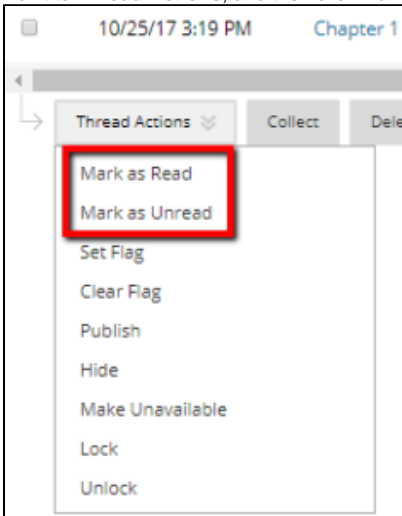 10/25/17 3:19 PM Chapter 1
Thread Actions Collect Dele
Mark as Read
Mark as Unread
Set Flag
Clear Flag
Publish
Hide
Make Unavailable
Lock
Unlock